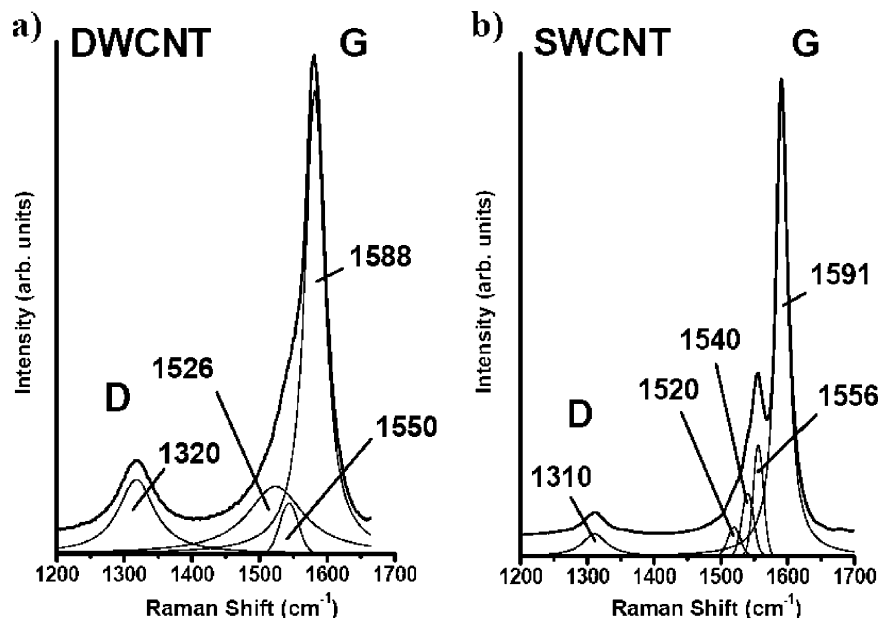 a)
DWCNT
G
1588
1526
D
1320
1550
Intensity (arb. units)
1200 1300 1400 1500 1600 1700
Raman Shift (cm⁻¹)
b)
SWCNT
G
1591
1540
1520
1556
D
1310
Intensity (arb. units)
1200 1300 1400 1500 1600 1700
Raman Shift (cm⁻¹)